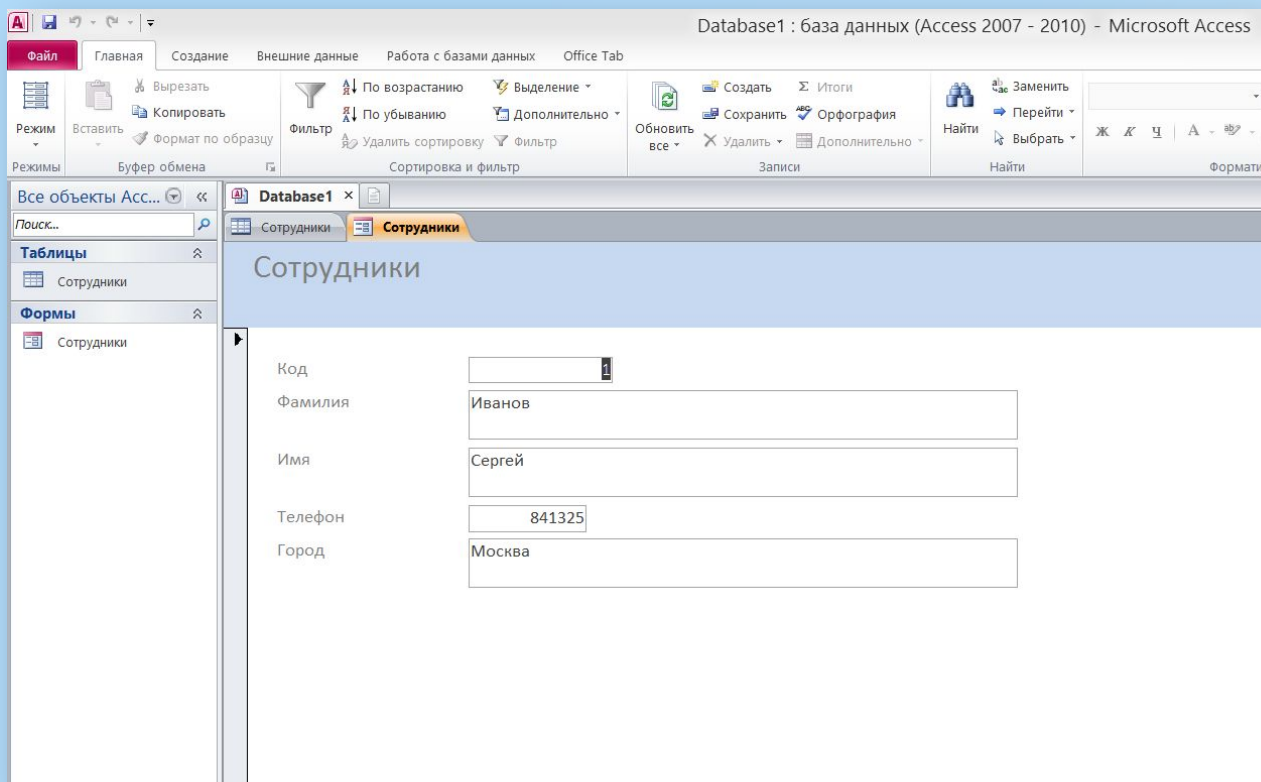 Database1 : база данных (Access 2007 - 2010) - Microsoft Access
Файл Главная Создание Внешние данные Работа с базами данных Office Tab
Режим
Режимы
Вставить
Вырезать
Копировать
Формат по образцу
Буфер обмена
Фильтр
По возрастанию
По убыванию
Удалить сортировку
Выделение
Дополнительно
Фильтр
Сортировка и фильтр
Обновить
все
Создать
Сохранить
Удалить
Итоги
Орфография
Дополнительно
Записи
Найти
Заменить
Перейти
Выбрать
Найти
Ж К Ч А
Формати
Все объекты Acc...
Поиск...
Таблицы
Сотрудники
Формы
Сотрудники
Database1
Сотрудники Сотрудники
Сотрудники
Код 1
Фамилия Иванов
Имя Сергей
Телефон 841325
Город Москва